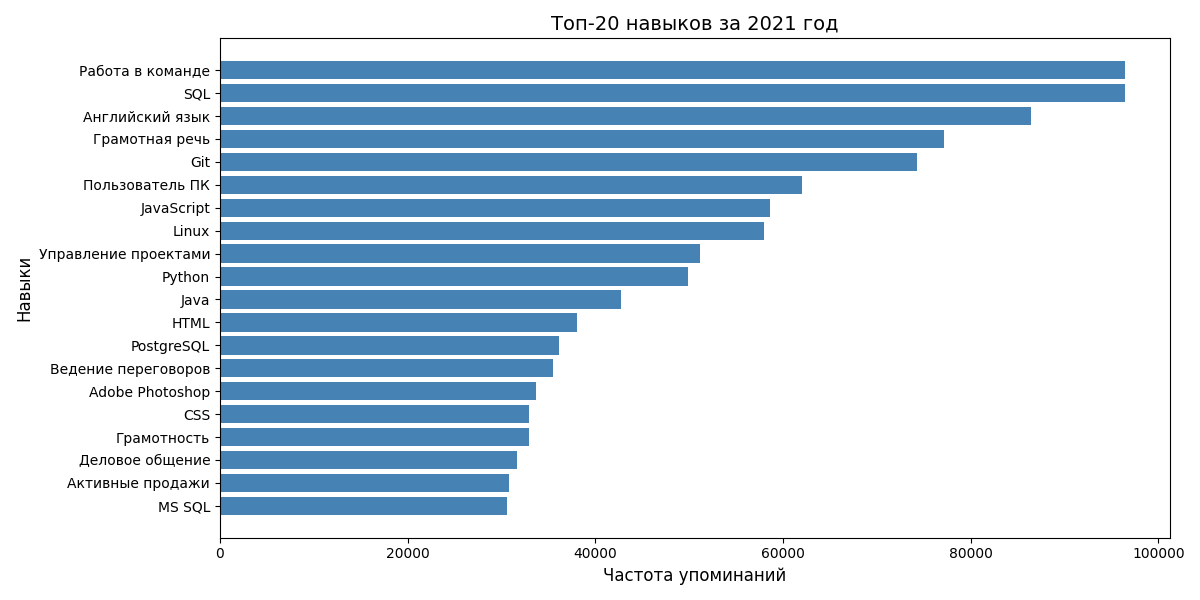 Топ-20 навыков за 2021 год
Навыки
Работа в команде
SQL
Английский язык
Грамотная речь
Git
Пользователь ПК
JavaScript
Linux
Управление проектами
Python
Java
HTML
PostgreSQL
Ведение переговоров
Adobe Photoshop
CSS
Грамотность
Деловое общение
Активные продажи
MS SQL
0 20000 40000 60000 80000 100000
Частота упоминаний